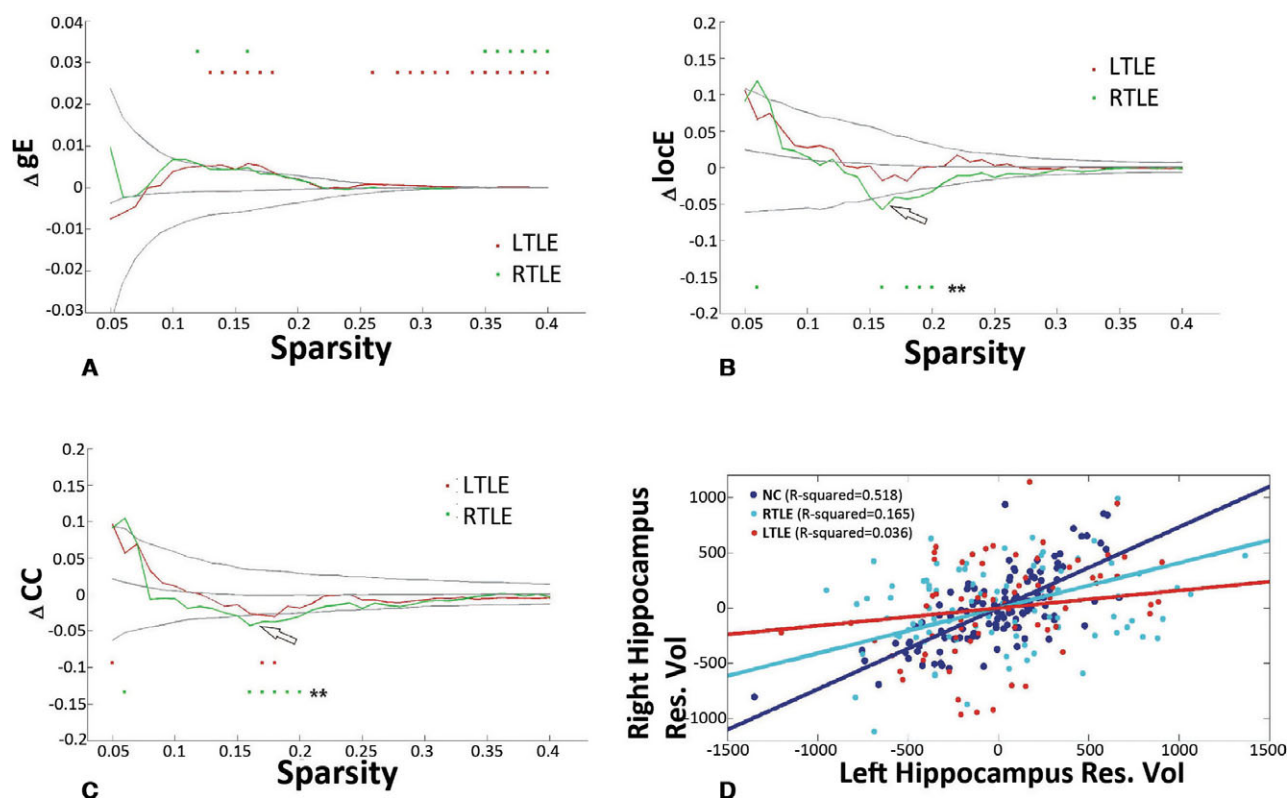 0.04
0.03
0.02
0.01
0
-0.01
-0.02
-0.03
Δ gE
LTLE
RTLE
0.05 0.1 0.15 0.2 0.25 0.3 0.35 0.4
Sparsity
A
0.2
0.15
0.1
0.05
0
-0.05
-0.1
-0.15
-0.2
Δ locE
LTLE
RTLE
**
0.05 0.1 0.15 0.2 0.25 0.3 0.35 0.4
Sparsity
B
0.2
0.15
0.1
0.05
0
-0.05
-0.1
-0.15
-0.2
Δ CC
LTLE
RTLE
**
0.05 0.1 0.15 0.2 0.25 0.3 0.35 0.4
Sparsity
C
1000
500
0
-500
-1000
Right Hippocampus
Res. Vol
NC (R-squared=0.518)
RTLE (R-squared=0.165)
LTLE (R-squared=0.036)
-1500 -1000 -500 0 500 1000 1500
Left Hippocampus Res. Vol
D